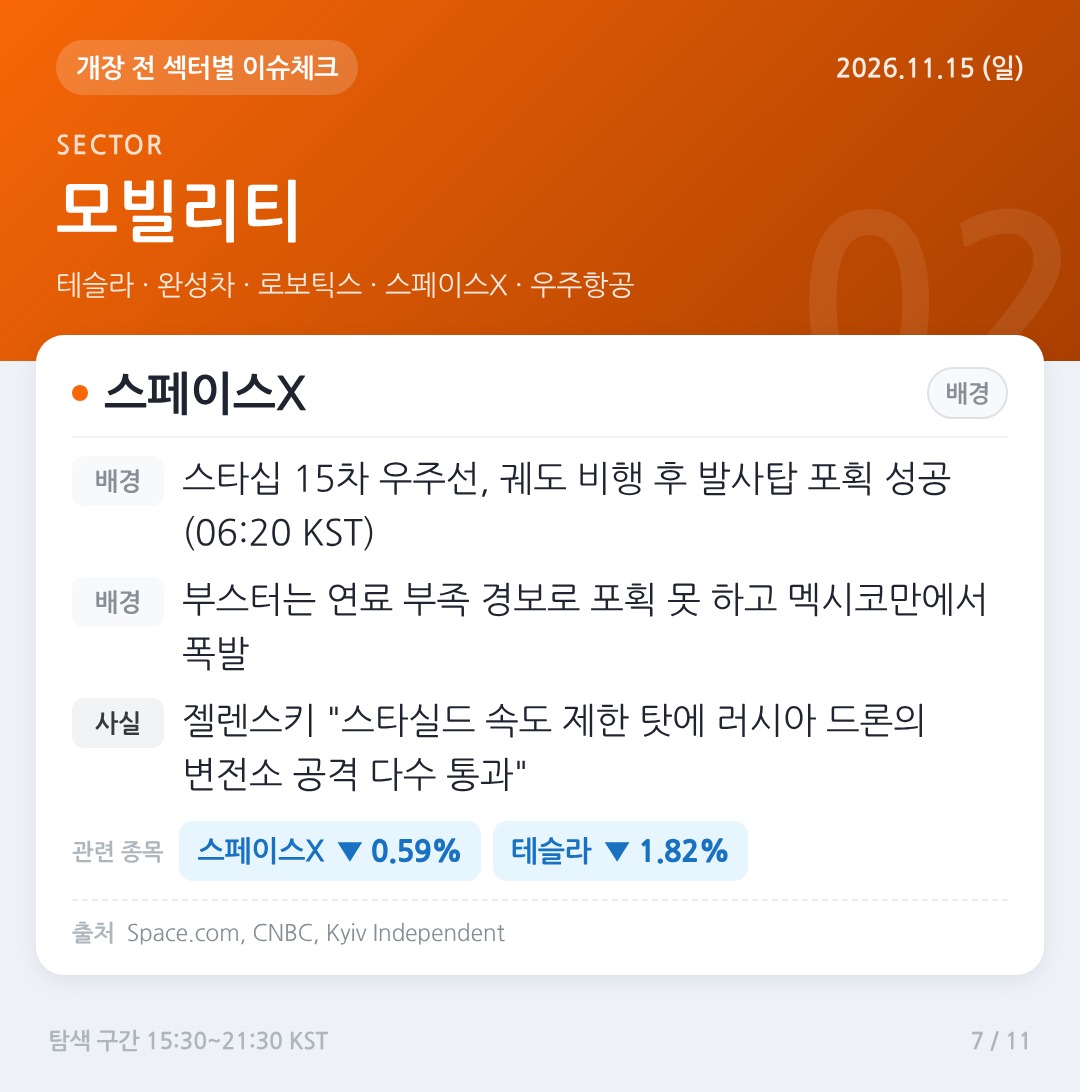 개장 전 섹터별 이슈체크
2026.11.15 (일)
SECTOR
모빌리티
테슬라 · 완성차 · 로보틱스 · 스페이스X · 우주항공
02
스페이스X
배경
배경
스타십 15차 우주선, 궤도 비행 후 발사탑 포획 성공
(06:20 KST)
배경
부스터는 연료 부족 경보로 포획 못 하고 멕시코만에서
폭발
사실
젤렌스키 "스타실드 속도 제한 탓에 러시아 드론의
변전소 공격 다수 통과"
관련 종목
스페이스X ▼ 0.59%
테슬라 ▼ 1.82%
출처 Space.com, CNBC, Kyiv Independent
탐색 구간 15:30~21:30 KST
7 / 11